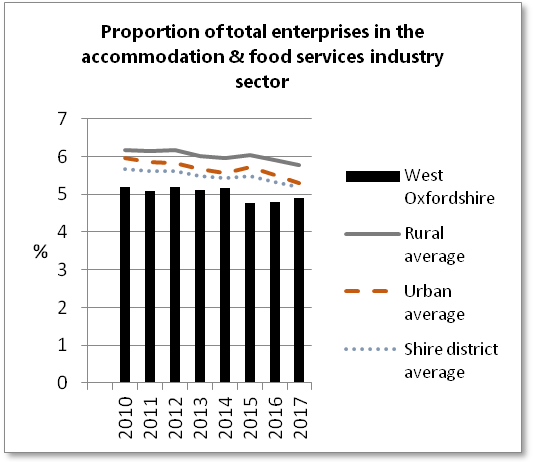 Proportion of total enterprises in the
accommodation & food services industry
sector
7
6
5
4
3
2
1
0
%
2010
2011
2012
2013
2014
2015
2016
2017
West
Oxfordshire
Rural
average
Urban
average
Shire district
average